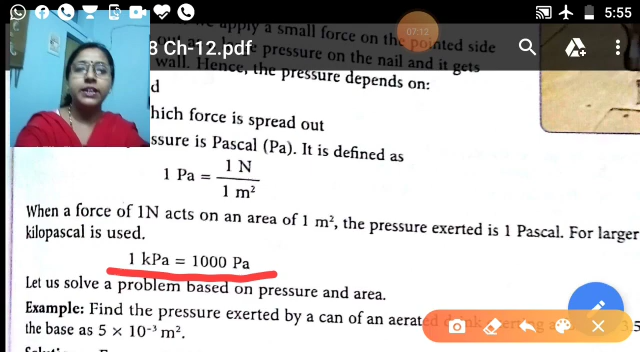 5:55
07:12
we apply a small force on the pointed side
8 Ch-12.pdf
pressure on the nail and it gets
wall. Hence, the pressure depends on:
d
hich force is spread out
ssure is Pascal (Pa). It is defined as
1 Pa = 1 N / 1 m²
When a force of 1N acts on an area of 1 m², the pressure exerted is 1 Pascal. For larger
kilopascal is used.
1 kPa = 1000 Pa
Let us solve a problem based on pressure and area.
Example: Find the pressure exerted by a can of an aerated
the base as 5 × 10⁻³ m².